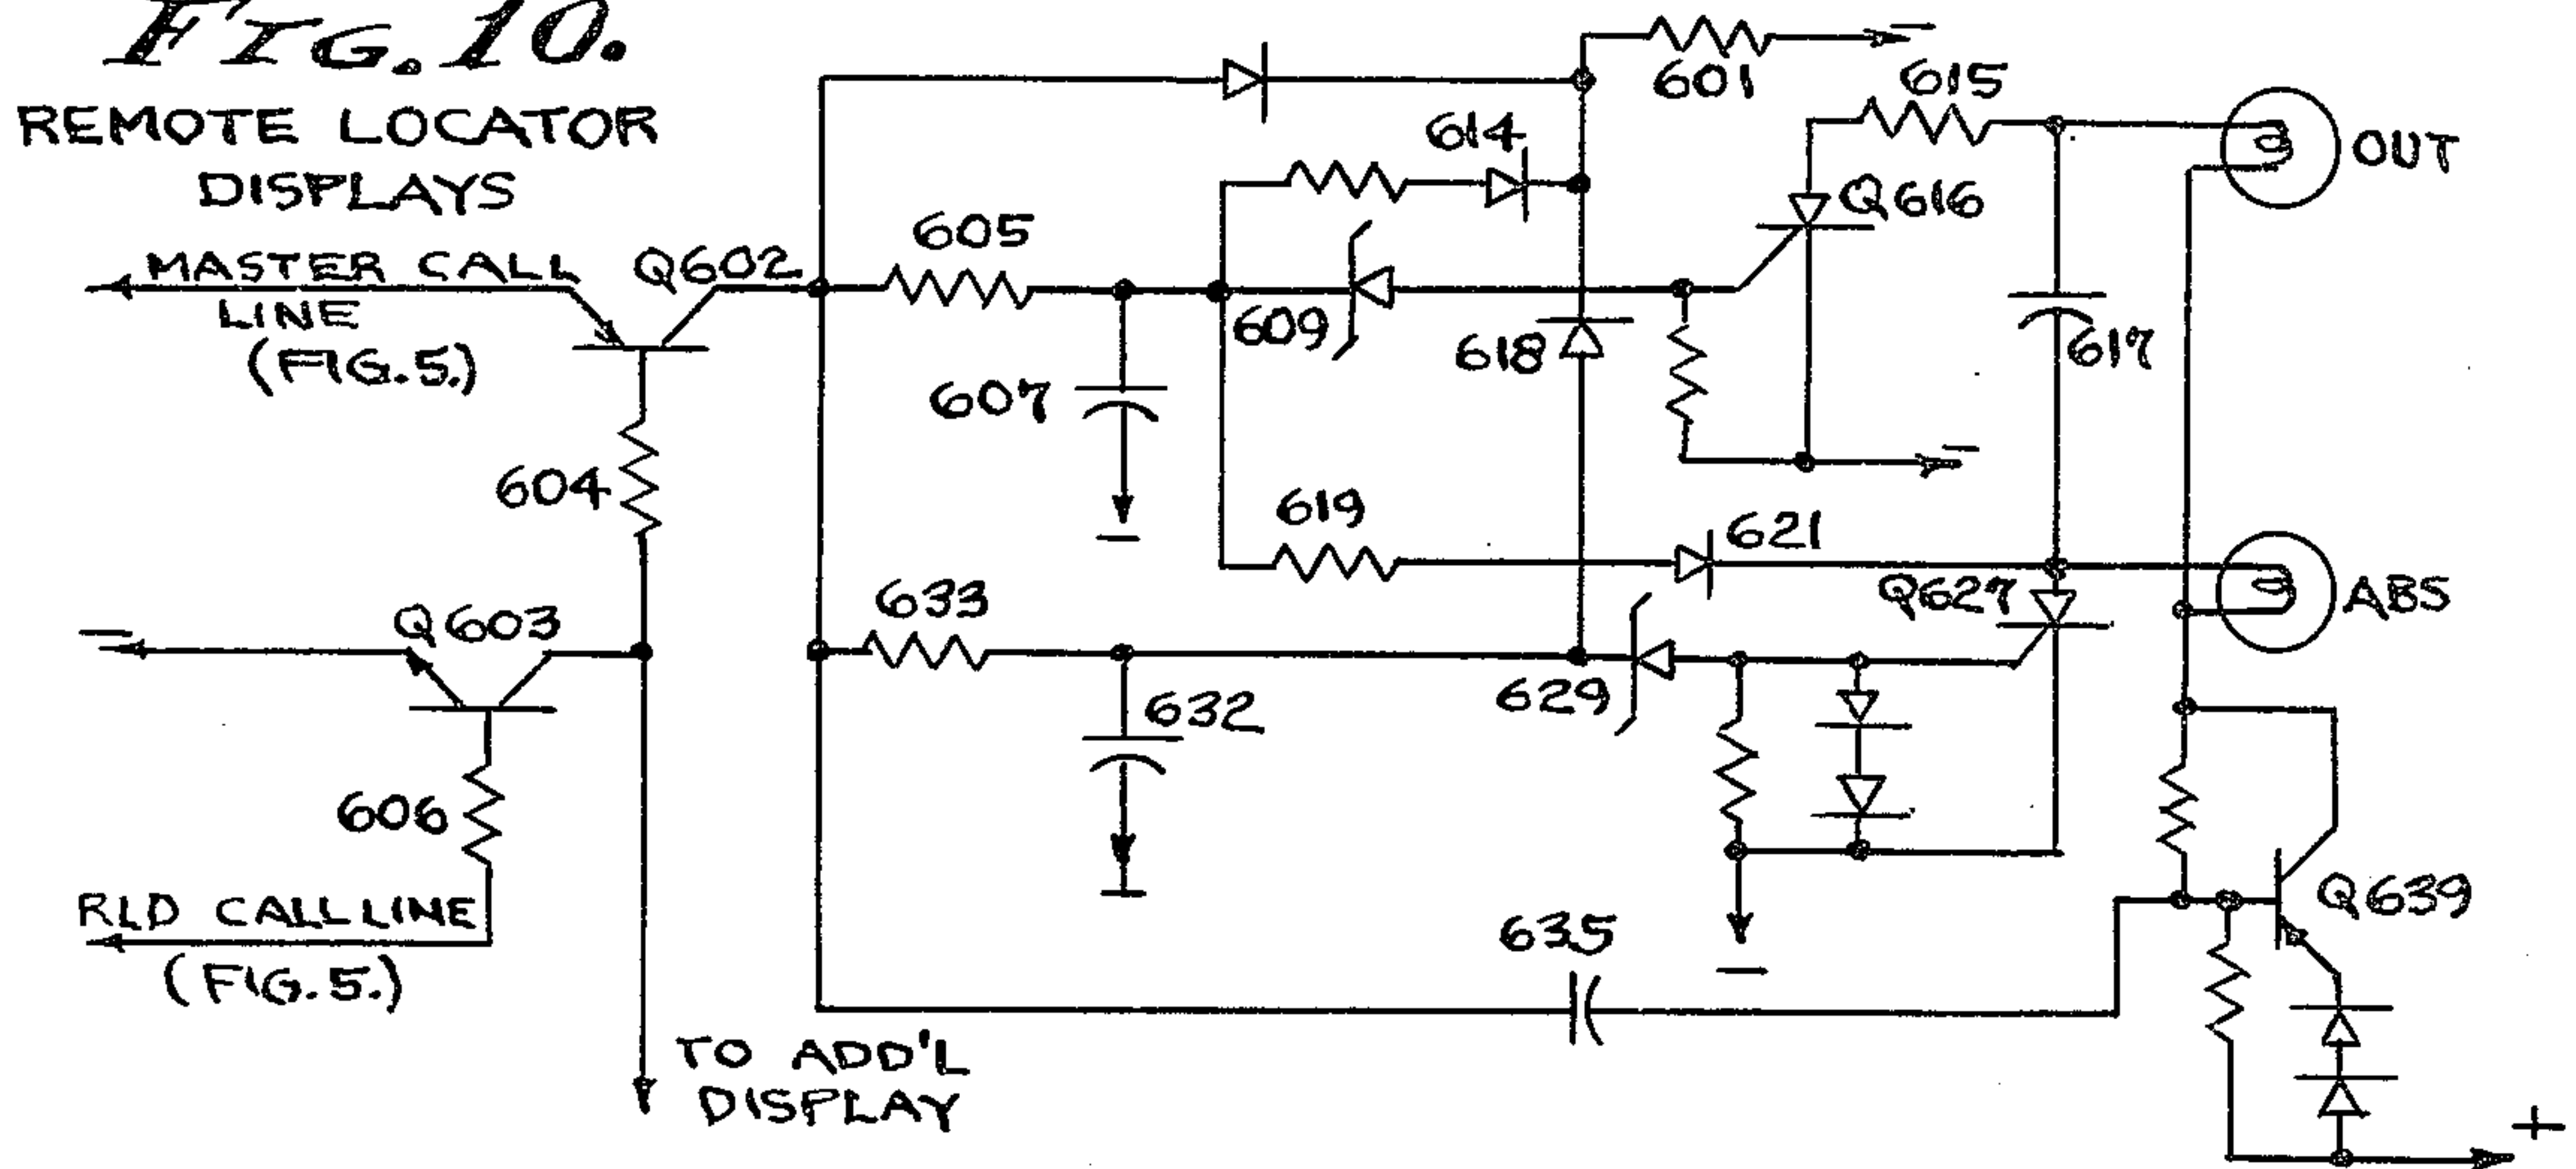 FIG. 10.
REMOTE LOCATOR
DISPLAYS
MASTER CALL
LINE
(FIG. 5.)
Q602
604
Q603
606
RLD CALL LINE
(FIG. 5.)
TO ADD'L
DISPLAY
601
615
614
605
Q616
OUT
609
618
617
607
619
621
Q627
ABS
633
629
632
635
Q639
+